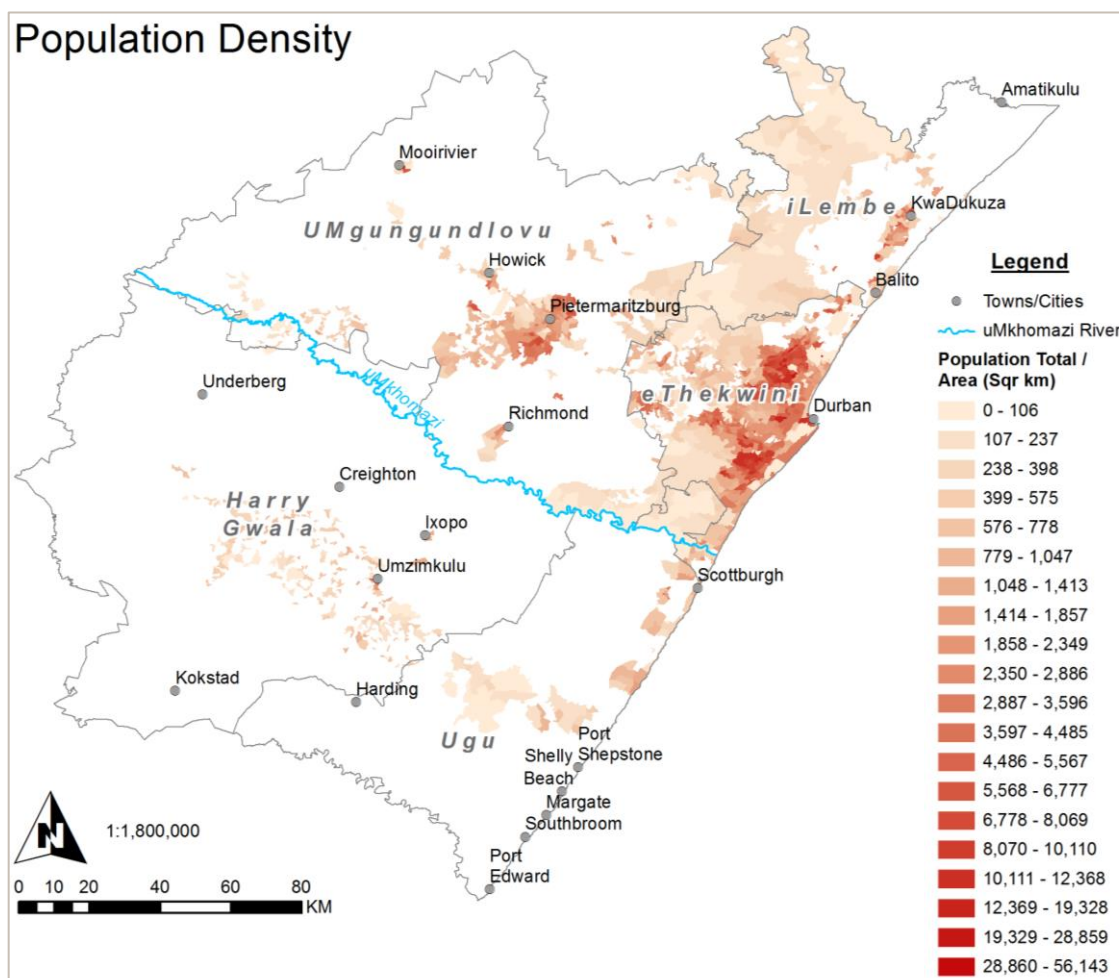 Population Density
Amatikulu
Mooirivier
iLembe
KwaDukuza
UMgungundlovu
Howick
Balito
Pietermaritzburg
Underberg
uMkhomazi
Richmond
eThekwini
Durban
Creighton
Harry
Gwala
Ixopo
Umzimkulu
Scottburgh
Kokstad
Harding
Ugu
Port
Shepstone
Shelly
Beach
Margate
Southbroom
Port
Edward
N
1:1,800,000
0 10 20 40 60 80
KM
Legend
Towns/Cities
uMkhomazi River
Population Total /
Area (Sqr km)
0 - 106
107 - 237
238 - 398
399 - 575
576 - 778
779 - 1,047
1,048 - 1,413
1,414 - 1,857
1,858 - 2,349
2,350 - 2,886
2,887 - 3,596
3,597 - 4,485
4,486 - 5,567
5,568 - 6,777
6,778 - 8,069
8,070 - 10,110
10,111 - 12,368
12,369 - 19,328
19,329 - 28,859
28,860 - 56,143